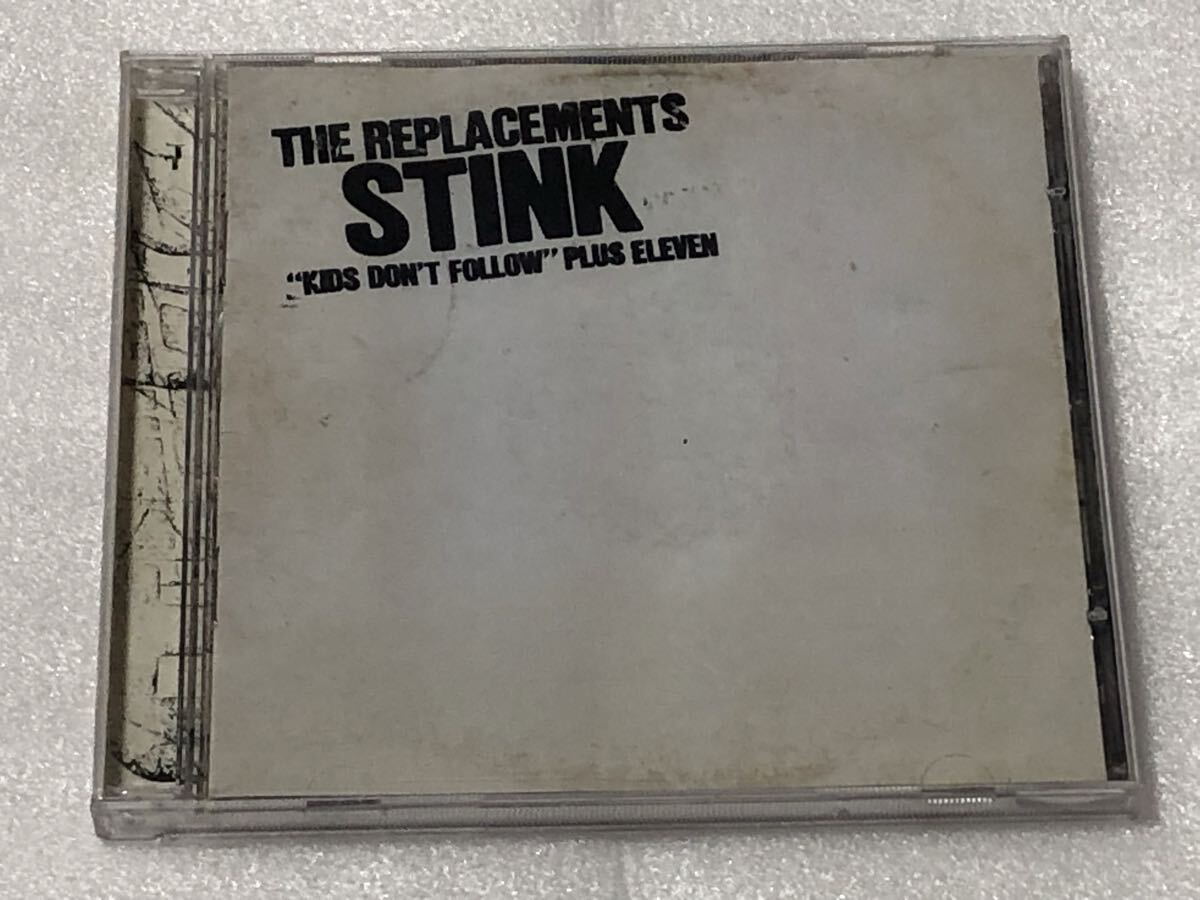 THE REPLACEMENTS
STINK
“KIDS DON'T FOLLOW” PLUS ELEVEN